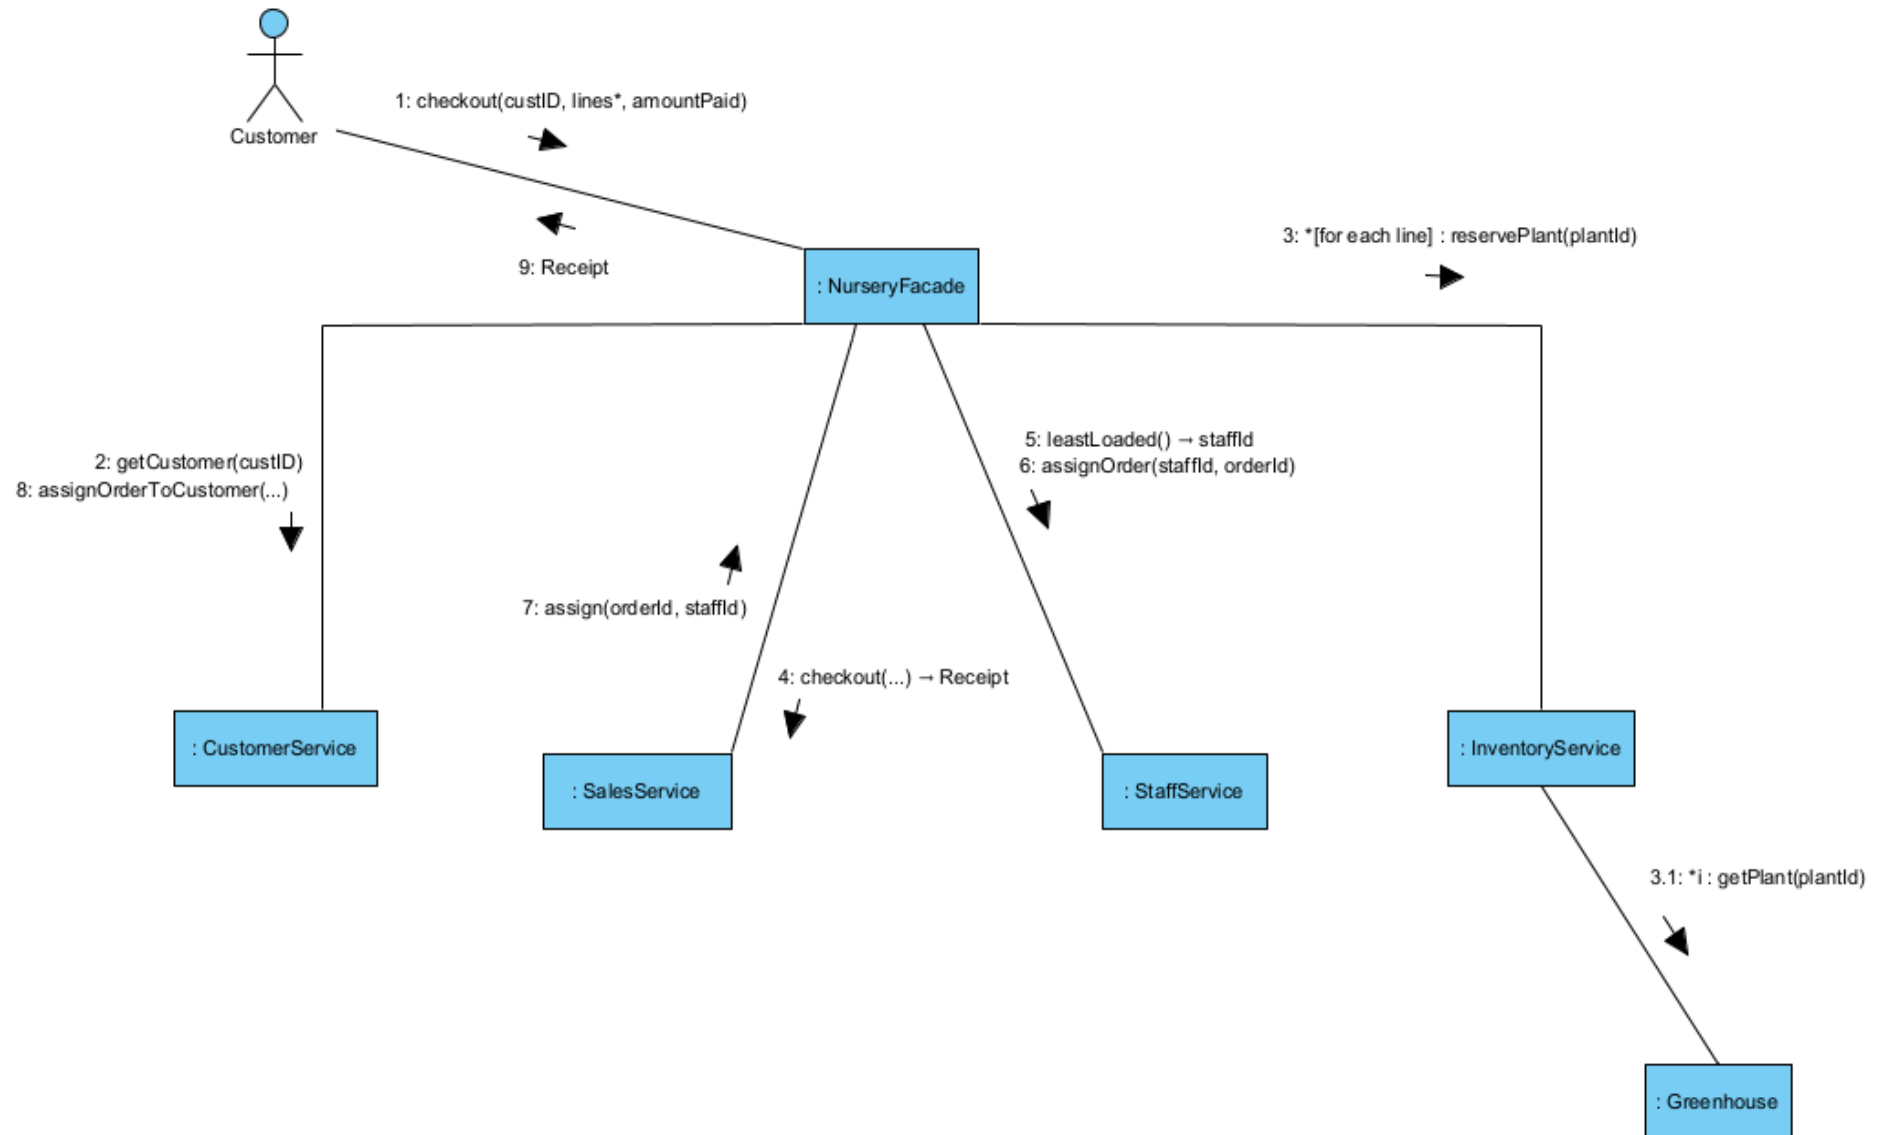 Customer
1: checkout(custID, lines*, amountPaid)
9: Receipt
: NurseryFacade
3: *[for each line] : reservePlant(plantId)
2: getCustomer(custID)
8: assignOrderToCustomer(...)
5: leastLoaded() → staffId
6: assignOrder(staffId, orderId)
7: assign(orderId, staffId)
4: checkout(...) → Receipt
: CustomerService
: SalesService
: StaffService
: InventoryService
3.1: *i : getPlant(plantId)
: Greenhouse